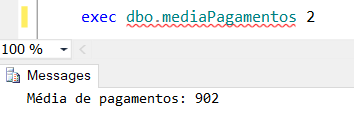 exec dbo.mediaPagamentos 2
100 %
Messages
Média de pagamentos: 902